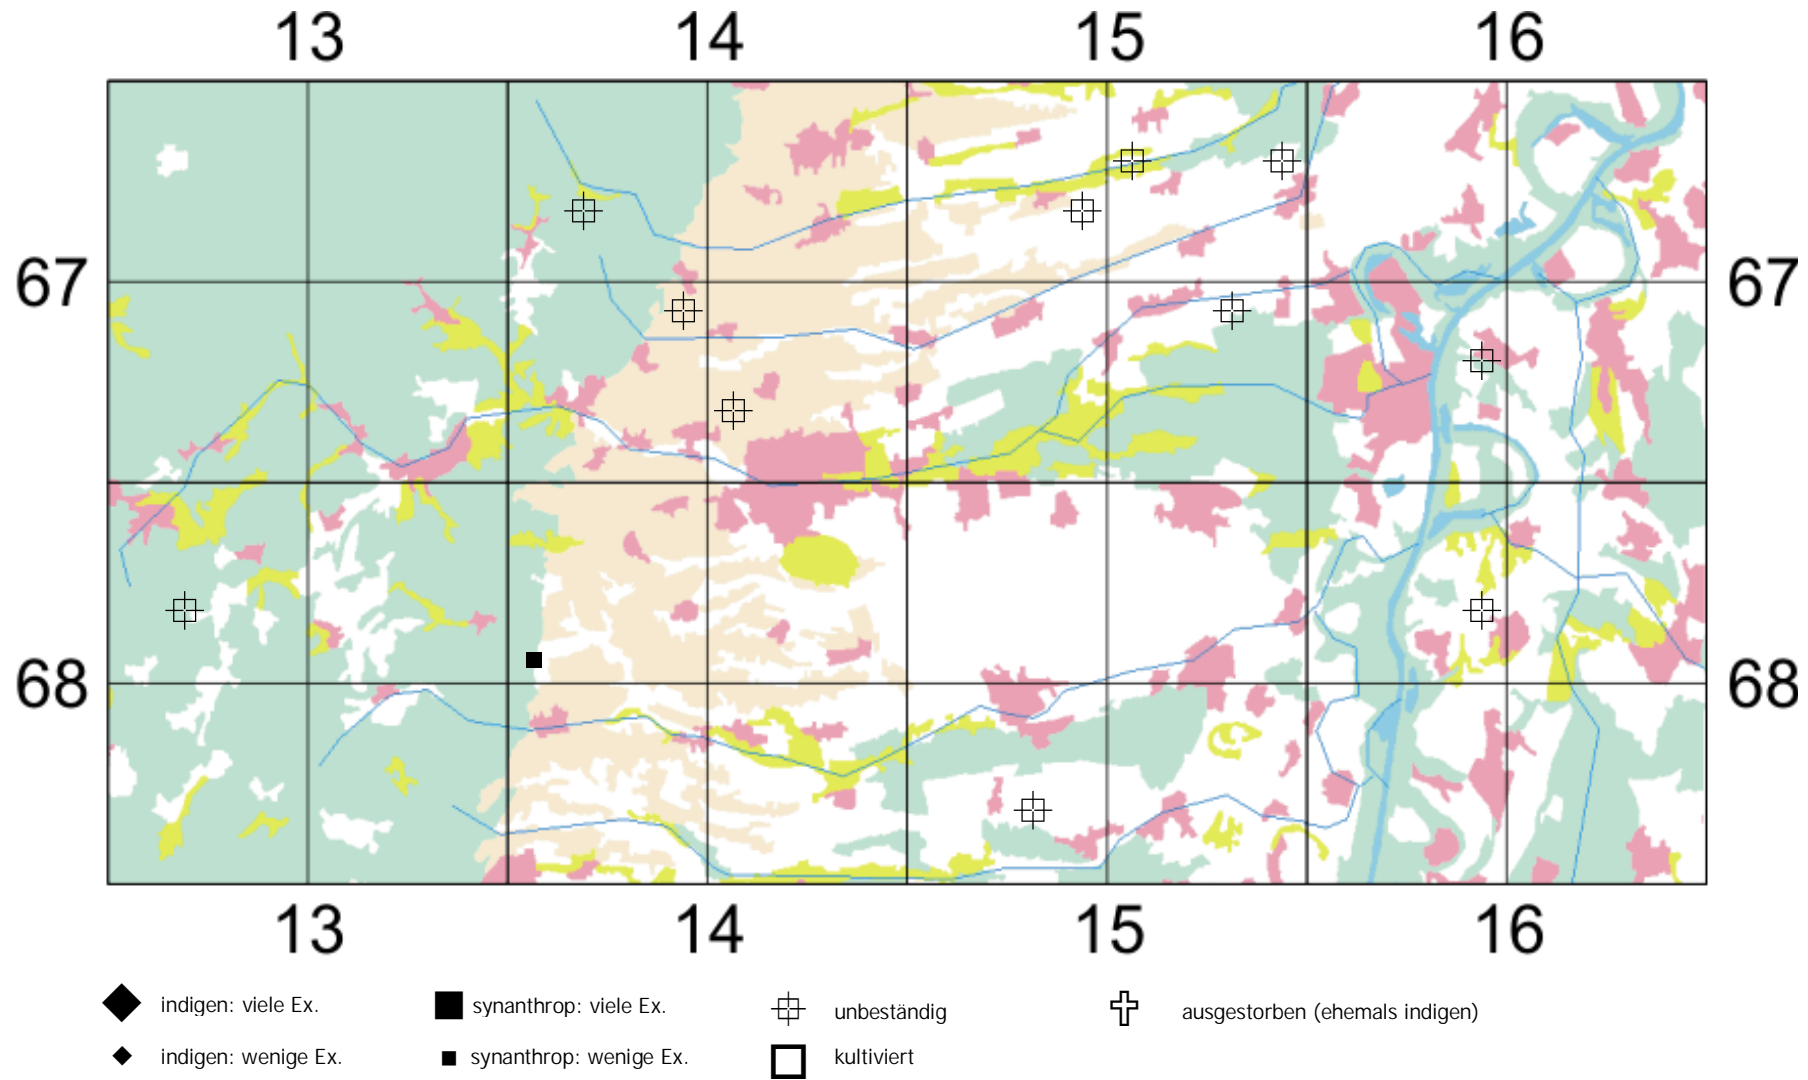 13 14 15 16
67 67
68 68
13 14 15 16
indigen: viele Ex. synanthrop: viele Ex. unbeständig ausgestorben (ehemals indigen)
indigen: wenige Ex. synanthrop: wenige Ex. kultiviert